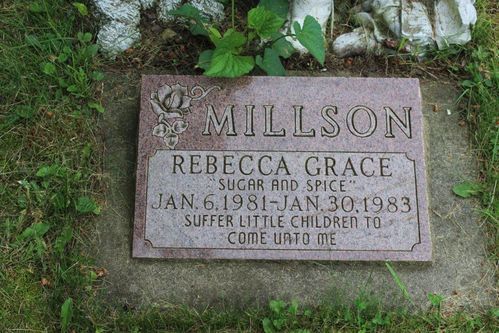 MILLSON
REBECCA GRACE
"SUGAR AND SPICE"
JAN. 6, 1981-JAN. 30, 1983
SUFFER LITTLE CHILDREN TO
COME UNTO ME